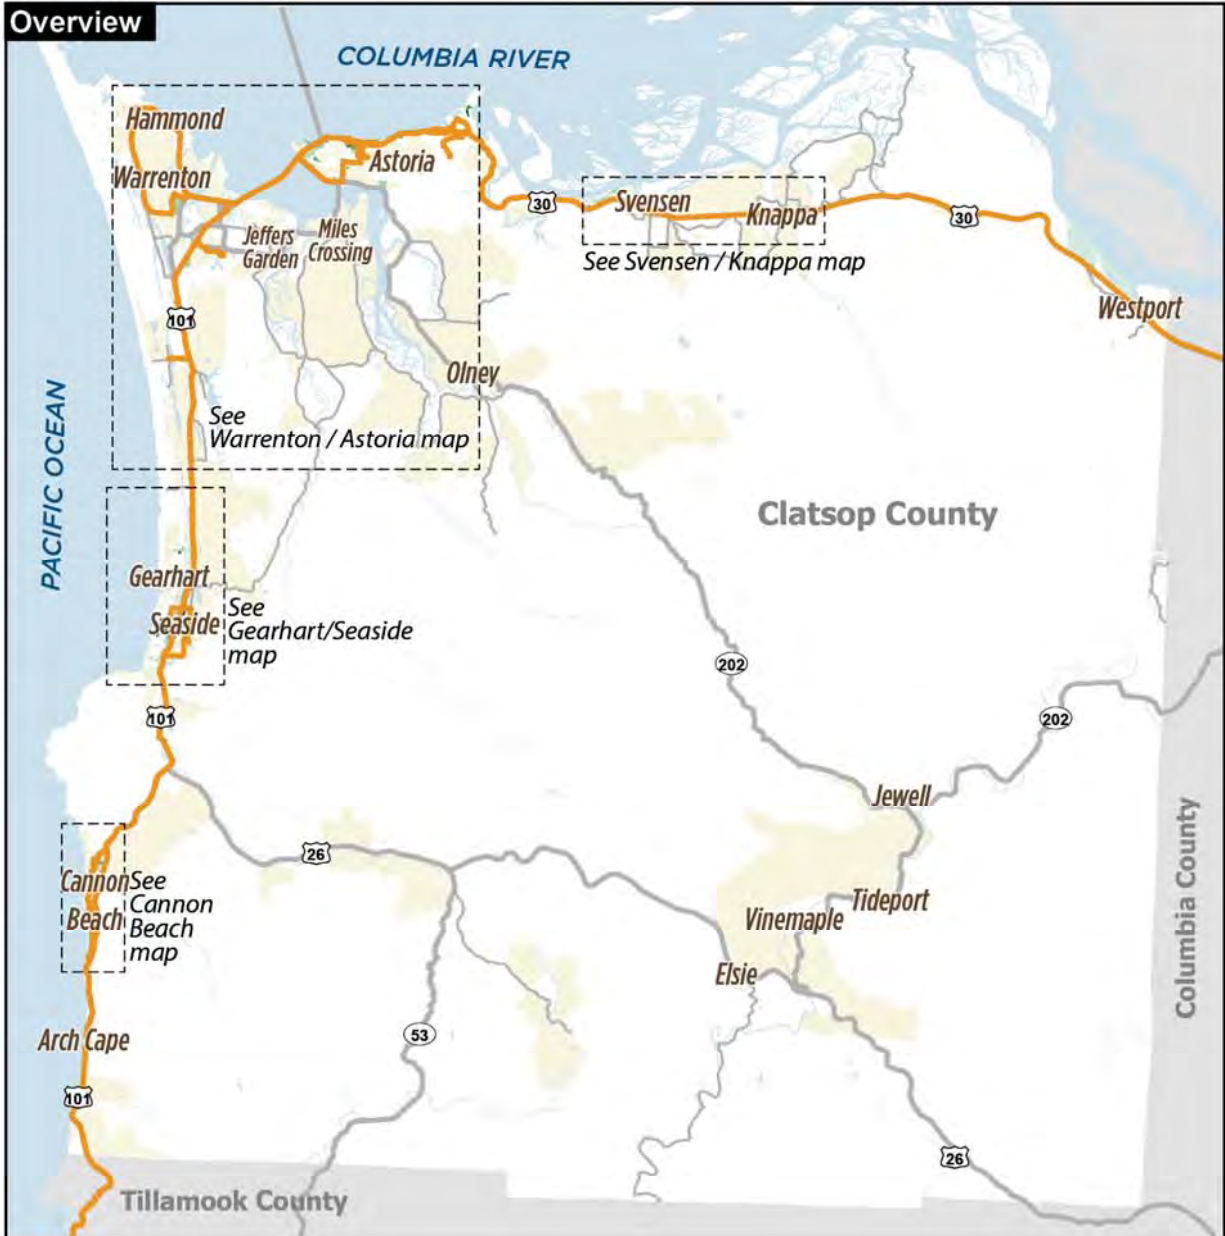 Overview
COLUMBIA RIVER
Hammond
Astoria
Warrenton
30
Svensen
Knappa
30
Jeffers
Garden
Miles
Crossing
See Svensen / Knappa map
Westport
101
Olney
PACIFIC OCEAN
See
Warrenton / Astoria map
Clatsop County
Gearhart
Seaside
See
Gearhart/Seaside
map
202
101
202
Jewell
26
Cannon
Beach
See
Cannon
Beach
map
Tideport
Vinemaple
Elsie
Columbia County
Arch Cape
53
101
26
Tillamook County